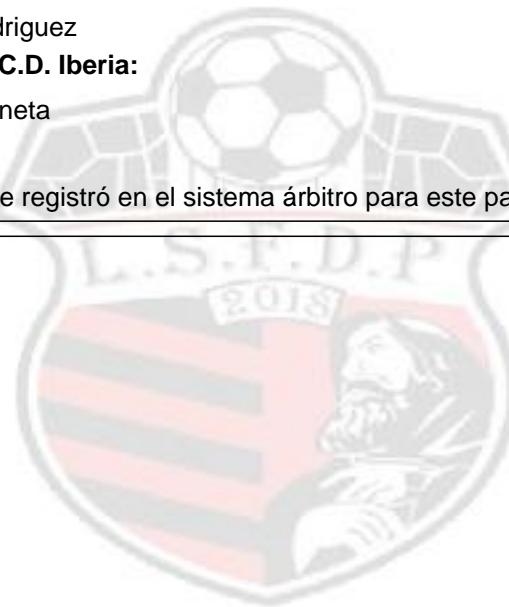 driguez
C.D. Iberia:
neta
e registró en el sistema árbitro para este pa
L.S.F.D.P
2018